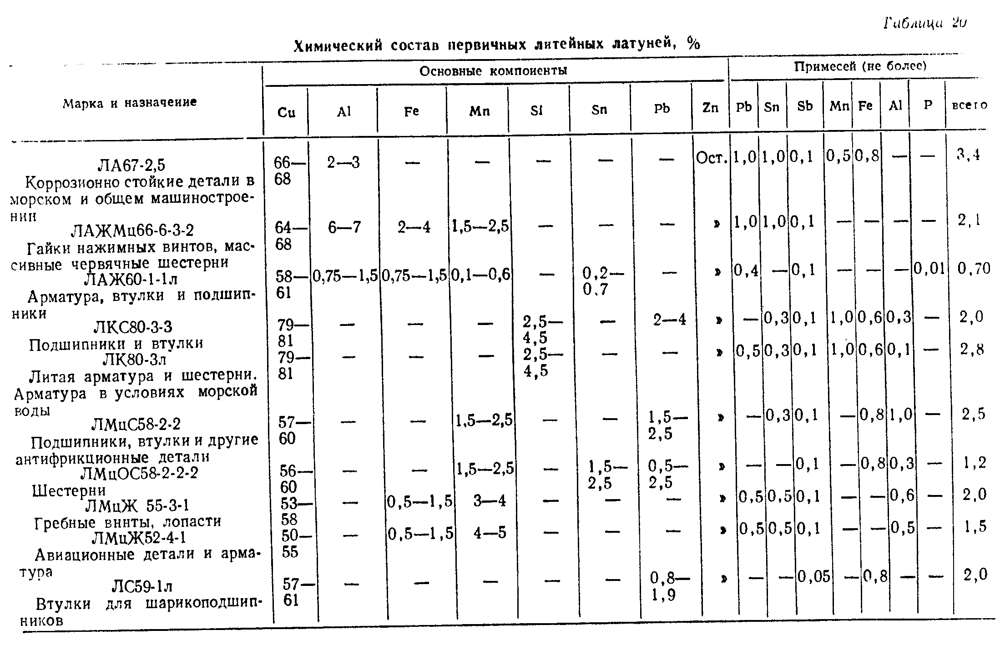 Таблица 20
Химический состав первичных литейных латуней, %
Марка и назначение
Основные компоненты
Примесей (не более)
Cu Al Fe Mn Si Sn Pb Zn Pb Sn Sb Mn Fe Al P всего
ЛА67-2,5 66— 2—3 — — — — — Ост. 1,0 1,0 0,1 0,5 0,8 — — 3,4
Коррозионно стойкие детали в 68
морском и общем машинострое-
нии
ЛАЖМц66-6-3-2 64— 6—7 2—4 1,5—2,5 — — — » 1,0 1,0 0,1 — — — — 2,1
Гайки нажимных винтов, мас- 68
сивные червячные шестерни
ЛАЖ60-1-1л 58— 0,75—1,5 0,75—1,5 0,1—0,6 — 0,2— — » 0,4 — 0,1 — — — 0,01 0,70
Арматура, втулки и подшип- 61 0,7
ники
ЛКС80-3-3 79— — — — 2,5— — 2—4 » — 0,3 0,1 1,0 0,6 0,3 — 2,0
Подшипники и втулки 81 4,5
ЛК80-3л 79— — — — 2,5— — — » 0,5 0,3 0,1 1,0 0,6 0,1 — 2,8
Литая арматура и шестерни. 81 4,5
Арматура в условиях морской
воды
ЛМцС58-2-2 57— — — 1,5—2,5 — — 1,5— » — 0,3 0,1 — 0,8 1,0 — 2,5
Подшипники, втулки и другие 60 2,5
антифрикционные детали
ЛМцОС58-2-2-2 56— — — 1,5—2,5 — 1,5— 0,5— » — — 0,1 — 0,8 0,3 — 1,2
Шестерни 60 2,5 2,5
ЛМцЖ 55-3-1 53— — 0,5—1,5 3—4 — — — » 0,5 0,5 0,1 — — 0,6 — 2,0
Гребные винты, лопасти 58
ЛМцЖ52-4-1 50— — 0,5—1,5 4—5 — — — » 0,5 0,5 0,1 — — 0,5 — 1,5
Авиационные детали и арма- 55
тура
ЛС59-1л 57— — — — — — 0,8— » — — 0,05 — 0,8 — — 2,0
Втулки для шарикоподшип- 61 1,9
ников